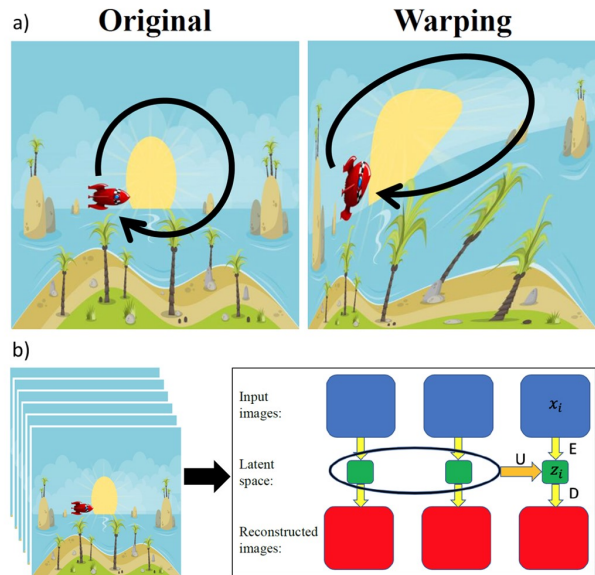 a)
Original
Warping
b)
Input
images:
x_i
E
Latent
space:
U
z_i
D
Reconstructed
images: